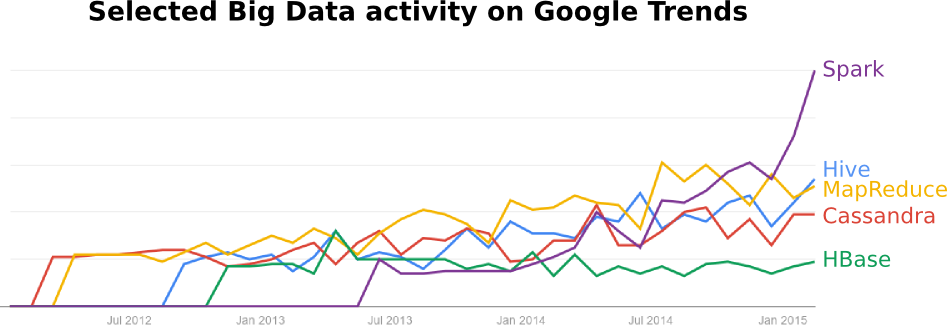 Selected Big Data activity on Google Trends
Spark
Hive
MapReduce
Cassandra
HBase
Jul 2012 Jan 2013 Jul 2013 Jan 2014 Jul 2014 Jan 2015